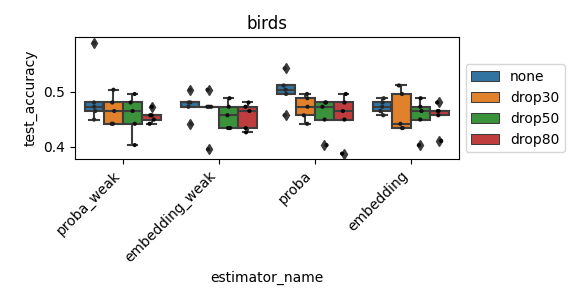 birds
test_accuracy
0.5
0.4
none
drop30
drop50
drop80
proba_weak
embedding_weak
proba
embedding
estimator_name